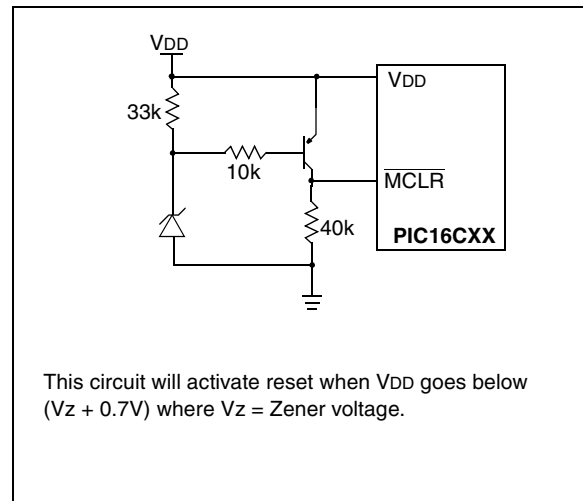 VDD
VDD
33k
10k
MCLR
40k
PIC16CXX
This circuit will activate reset when VDD goes below
(Vz + 0.7V) where Vz = Zener voltage.